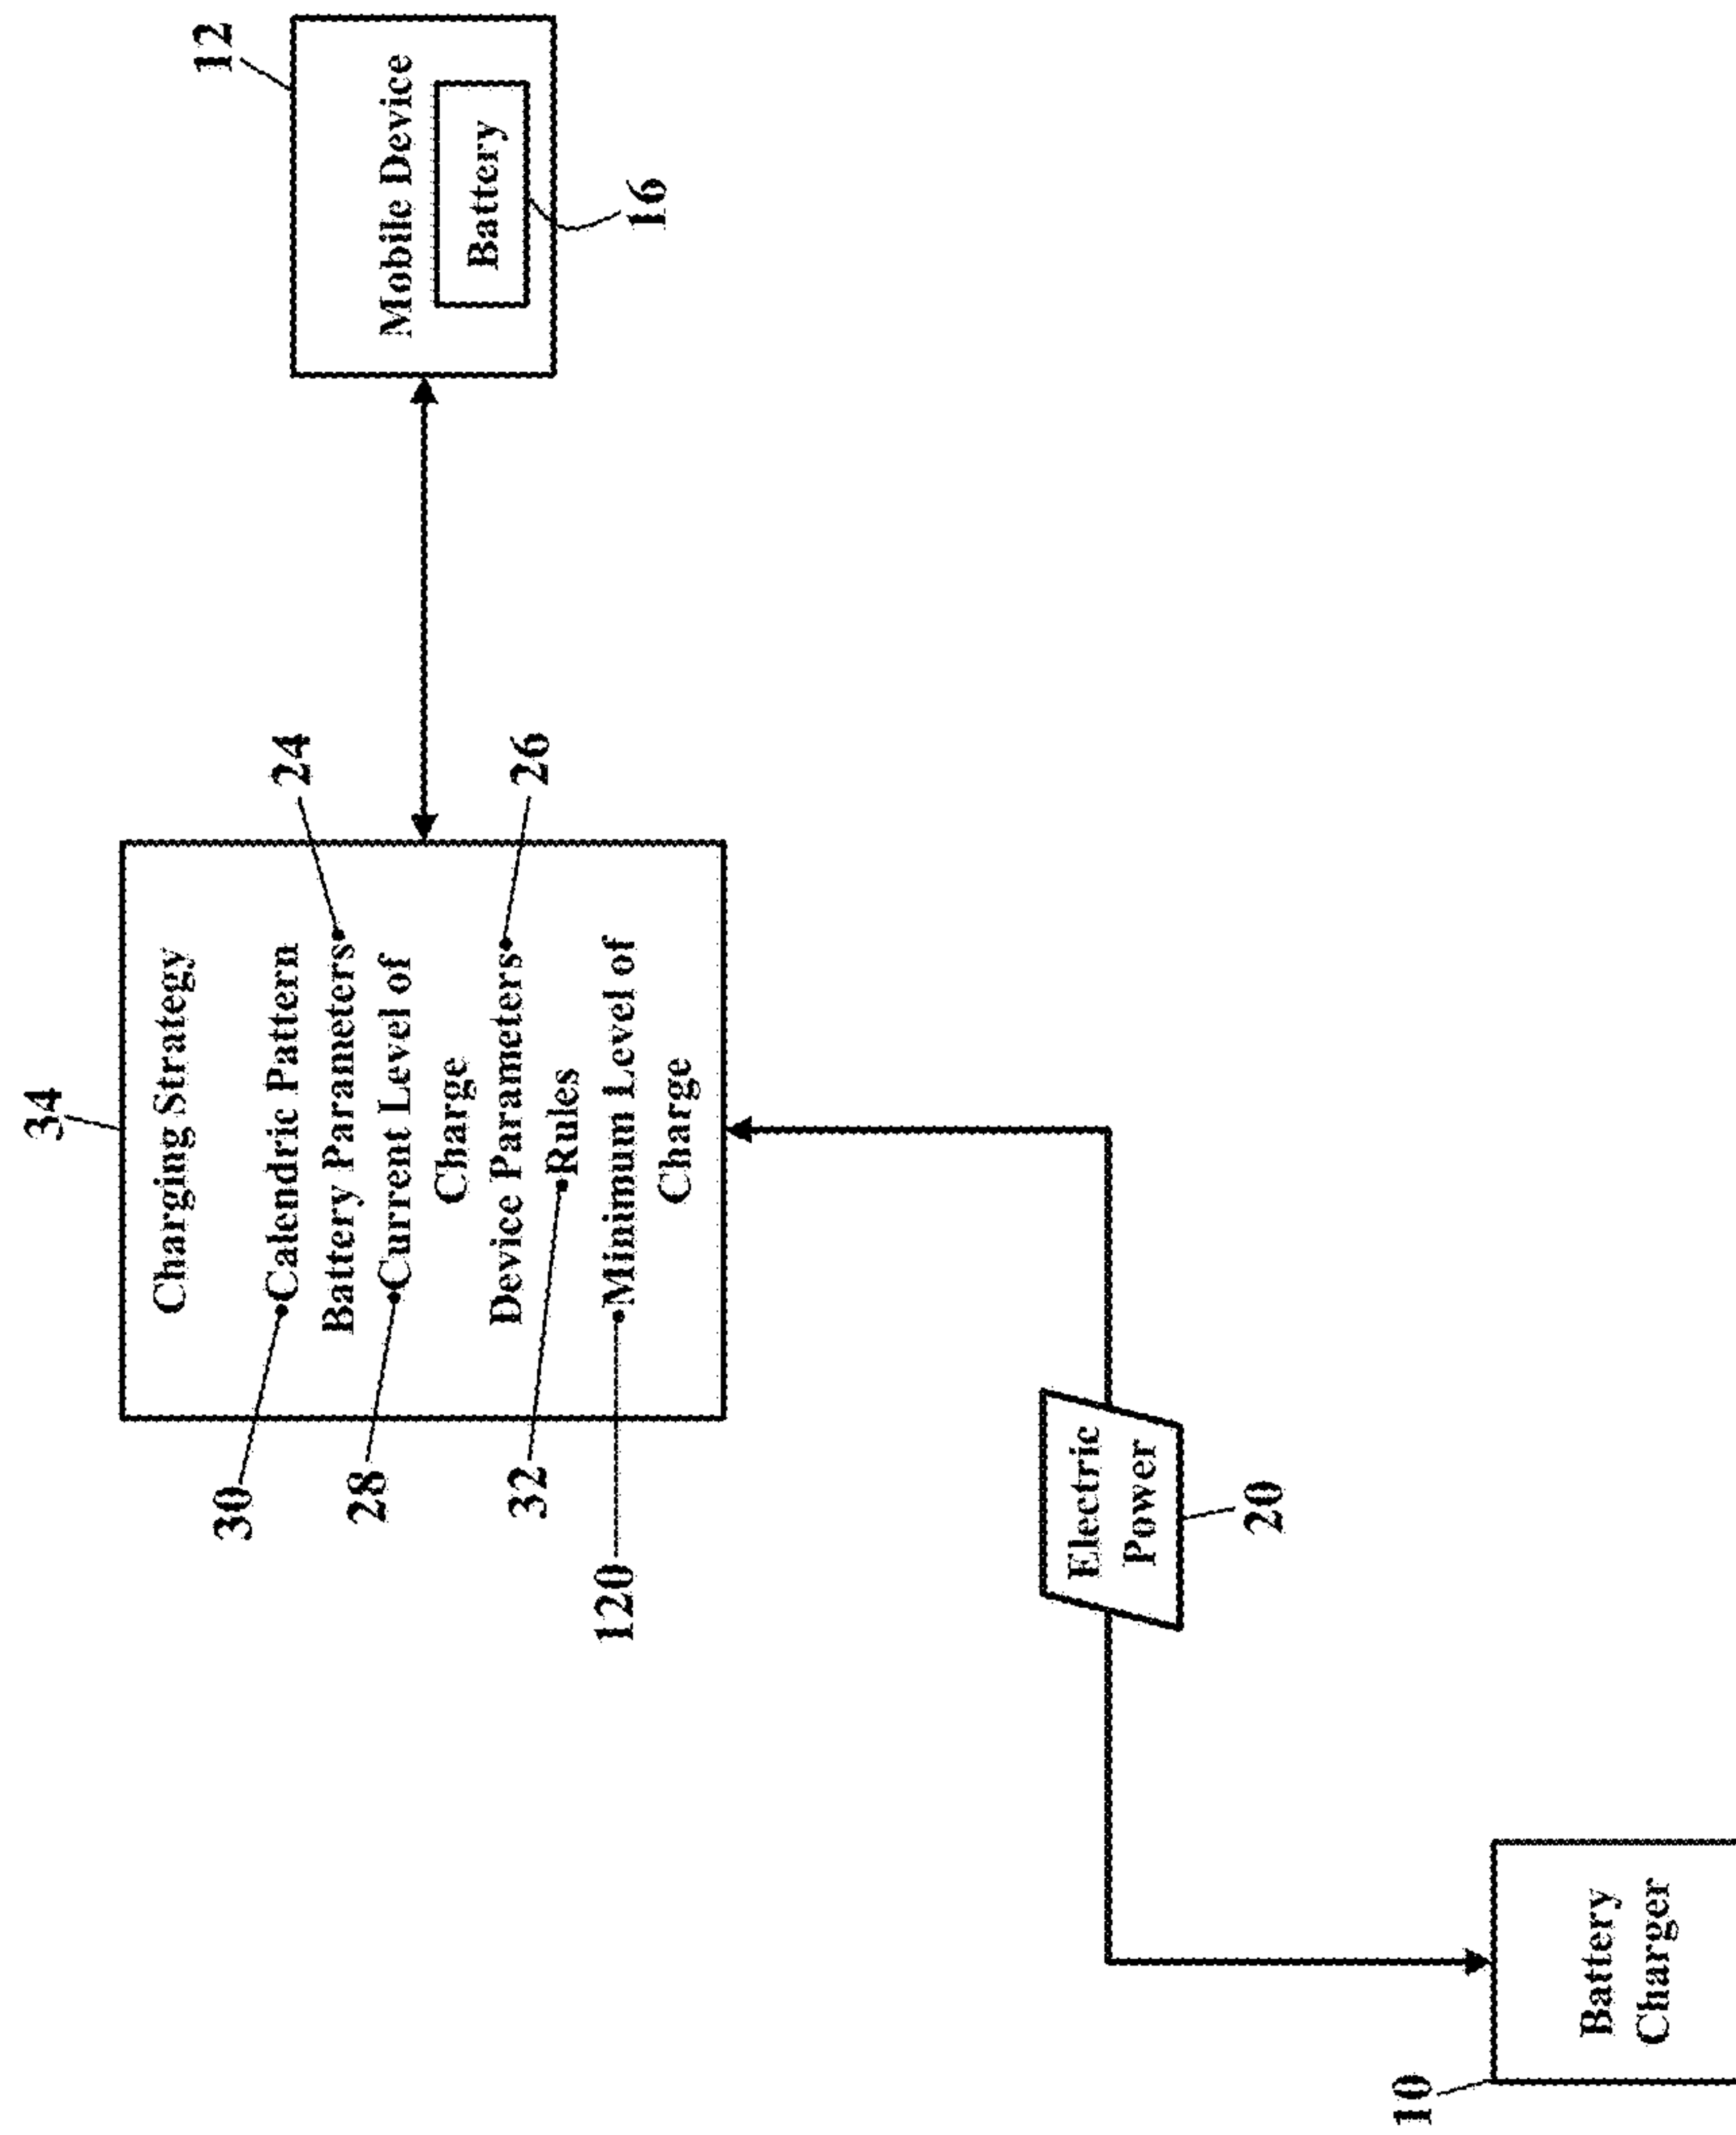 34
Charging Strategy
30
Calendric Pattern
24
Battery Parameters
28
Current Level of
Charge
Device Parameters
26
32
Rules
120
Minimum Level of
Charge
12
Mobile Device
Battery
16
Electric
Power
20
10
Battery
Charger